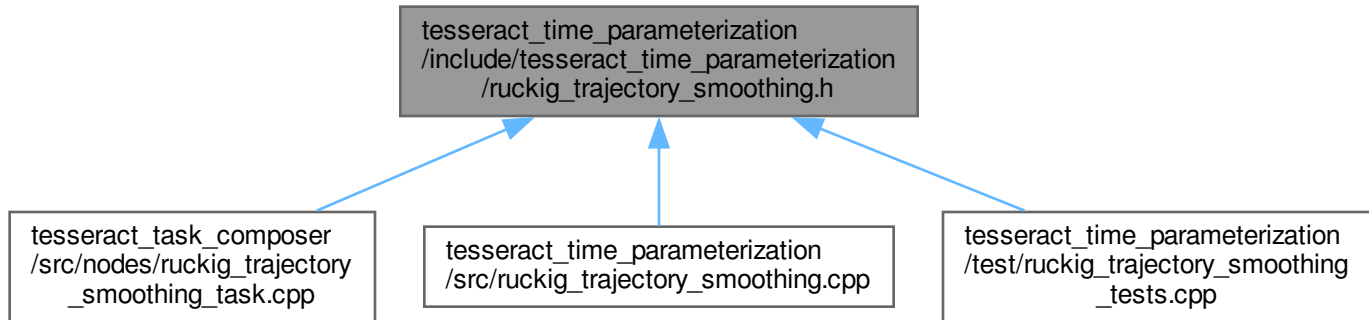 tesseract_time_parameterization
/include/tesseract_time_parameterization
/ruckig_trajectory_smoothing.h
tesseract_task_composer
/src/nodes/ruckig_trajectory
_smoothing_task.cpp
tesseract_time_parameterization
/src/ruckig_trajectory_smoothing.cpp
tesseract_time_parameterization
/test/ruckig_trajectory_smoothing
_tests.cpp